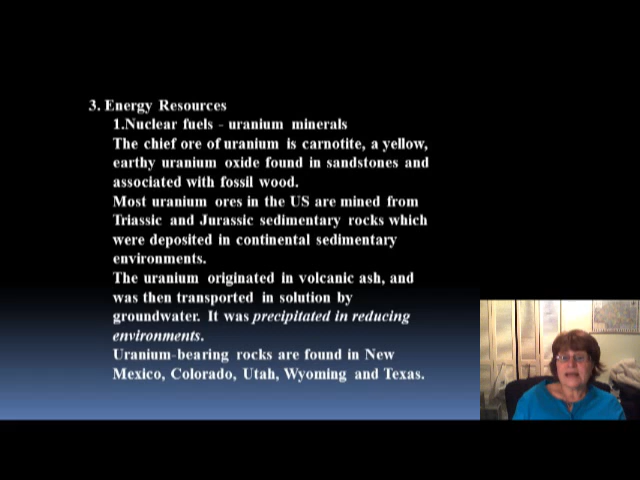 3. Energy Resources
1.Nuclear fuels - uranium minerals
The chief ore of uranium is carnotite, a yellow,
earthy uranium oxide found in sandstones and
associated with fossil wood.
Most uranium ores in the US are mined from
Triassic and Jurassic sedimentary rocks which
were deposited in continental sedimentary
environments.
The uranium originated in volcanic ash, and
was then transported in solution by
groundwater. It was precipitated in reducing
environments.
Uranium-bearing rocks are found in New
Mexico, Colorado, Utah, Wyoming and Texas.